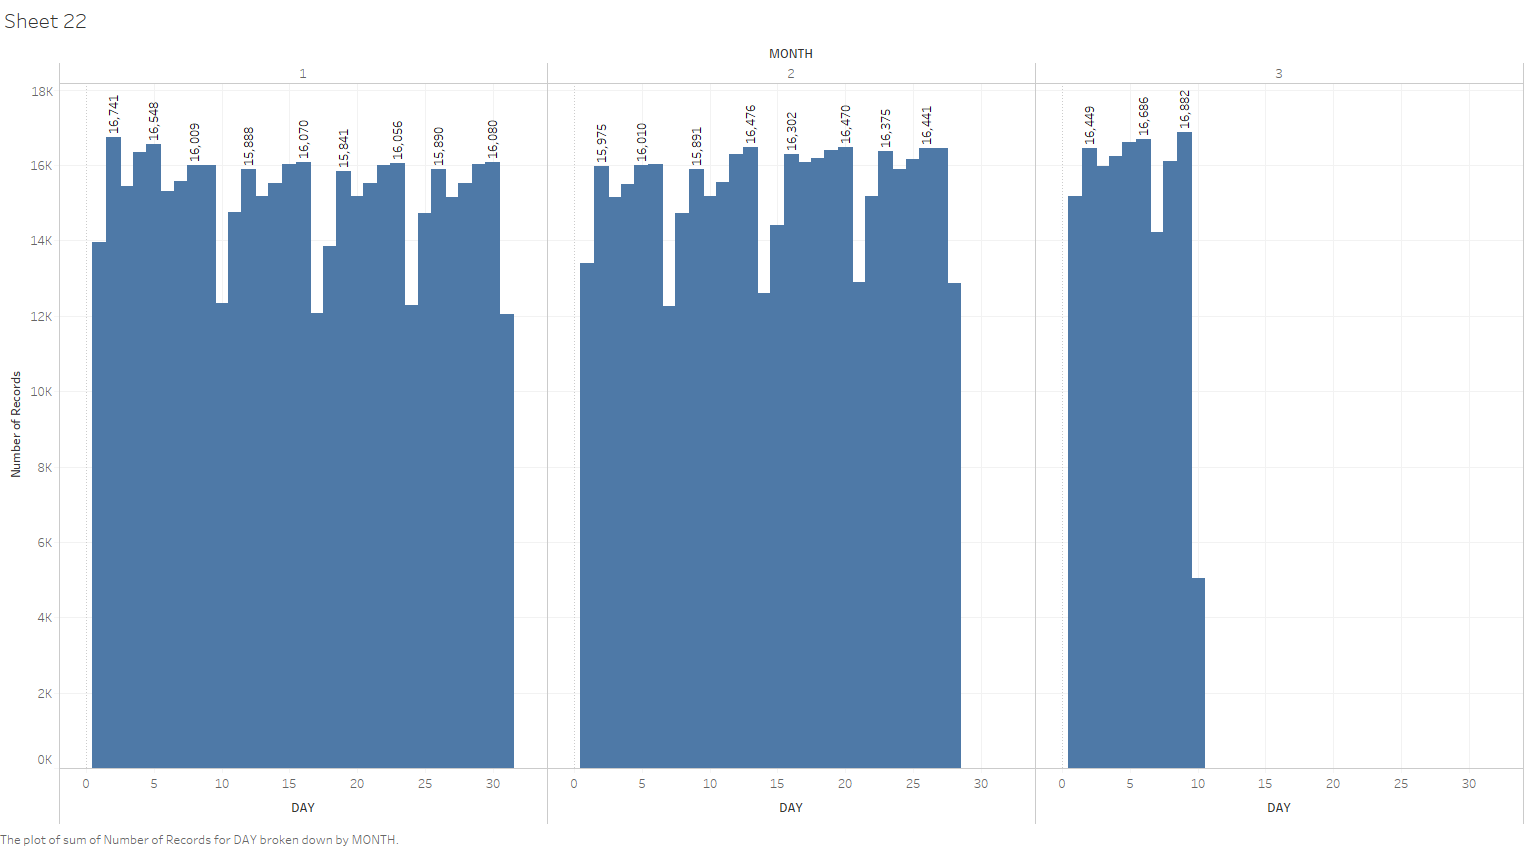 Sheet 22
MONTH
1 2 3
18K
16K
14K
12K
10K
8K
6K
4K
2K
0K
Number of Records
16,741 16,548 16,009 15,888 16,070 15,841 16,056 15,890 16,080 15,975 16,010 15,891 16,476 16,302 16,470 16,375 16,441 16,449 16,686 16,882
0 5 10 15 20 25 30 0 5 10 15 20 25 30 0 5 10 15 20 25 30
DAY DAY DAY
The plot of sum of Number of Records for DAY broken down by MONTH.